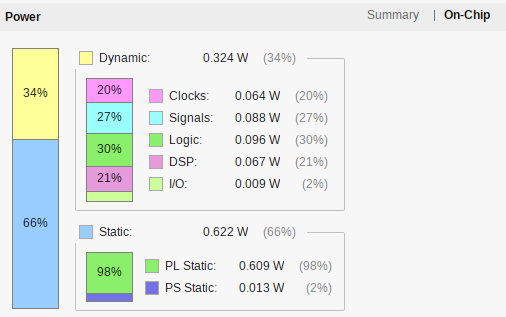 Power Summary | On-Chip
Dynamic: 0.324 W (34%)
34%
20% Clocks: 0.064 W (20%)
27% Signals: 0.088 W (27%)
30% Logic: 0.096 W (30%)
21% DSP: 0.067 W (21%)
I/O: 0.009 W (2%)
66%
Static: 0.622 W (66%)
98% PL Static: 0.609 W (98%)
PS Static: 0.013 W (2%)